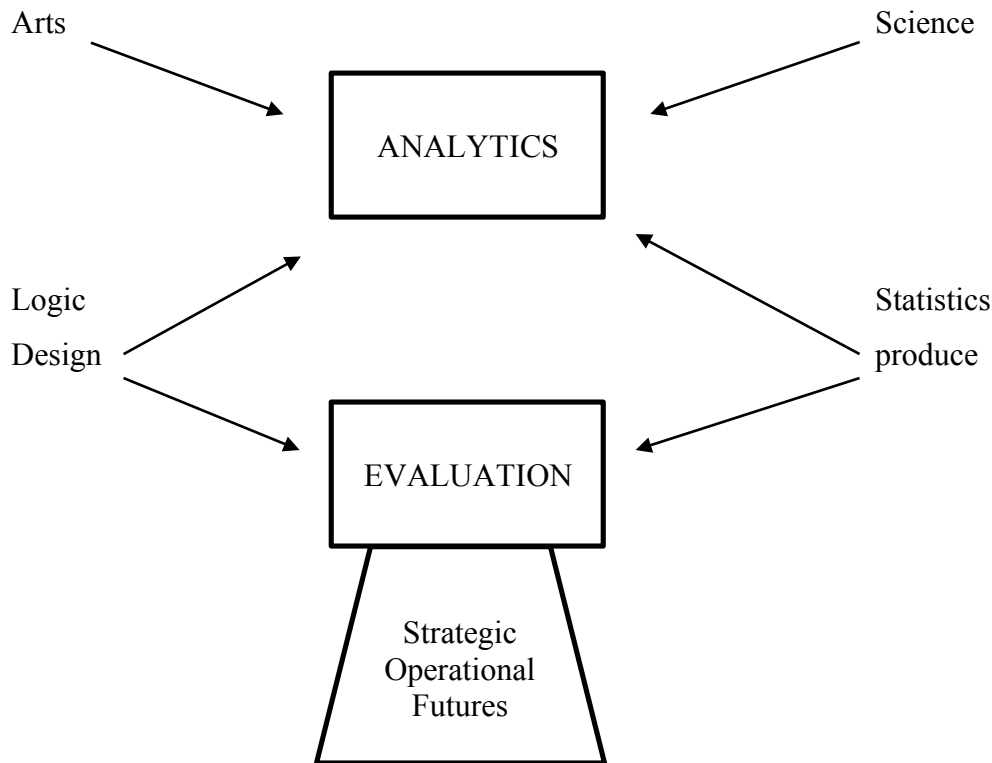 Arts
Science
ANALYTICS
Logic
Design
Statistics
produce
EVALUATION
Strategic
Operational
Futures